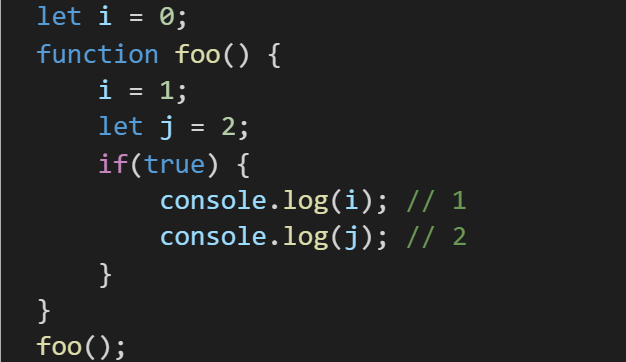 let i = 0;
function foo() {
    i = 1;
    let j = 2;
    if(true) {
        console.log(i); // 1
        console.log(j); // 2
    }
}
foo();